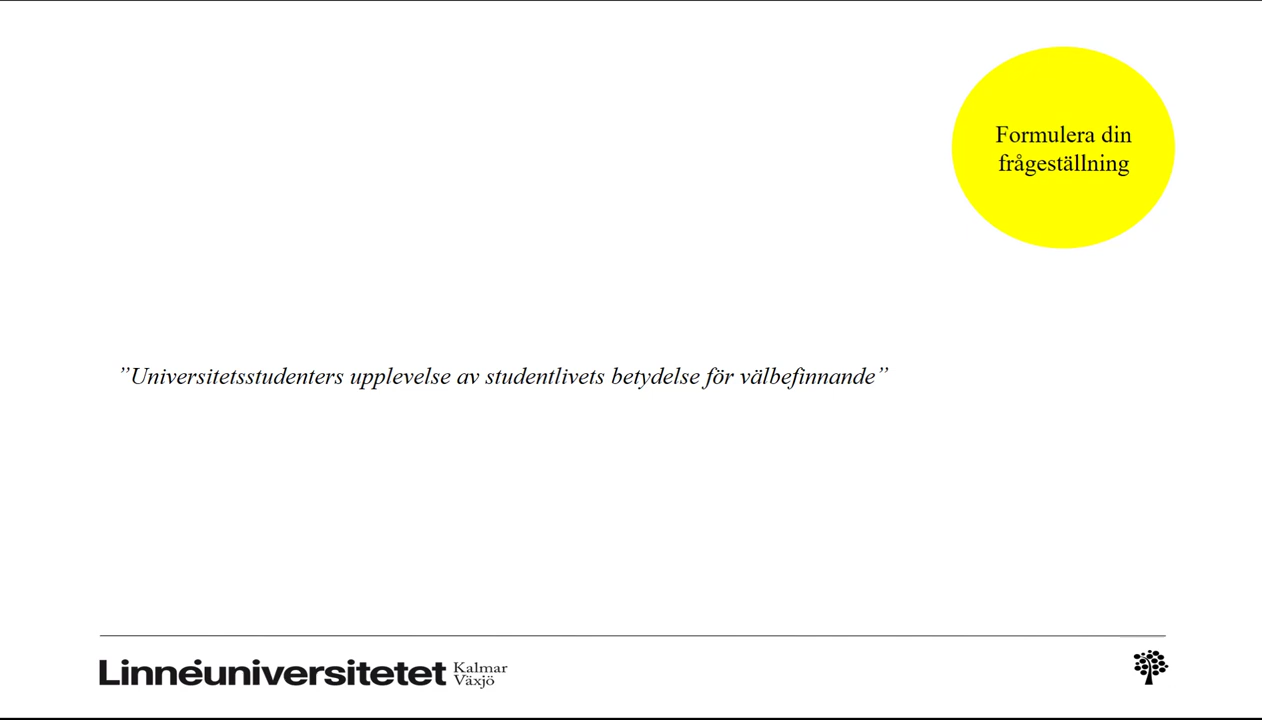 Formulera din
frågeställning
”Universitetsstudenters upplevelse av studentlivets betydelse för välbefinnande”
Linnéuniversitetet
Kalmar
Växjö